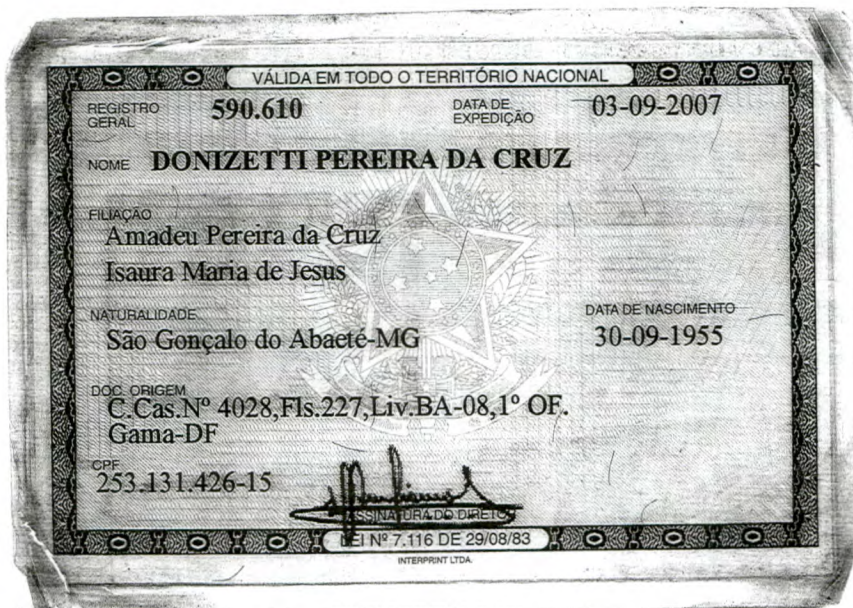 VÁLIDA EM TODO O TERRITÓRIO NACIONAL
REGISTRO GERAL 590.610 DATA DE EXPEDIÇÃO 03-09-2007
NOME DONIZETTI PEREIRA DA CRUZ
FILIAÇÃO
Amadeu Pereira da Cruz
Isaura Maria de Jesus
NATURALIDADE DATA DE NASCIMENTO
São Gonçalo do Abaeté-MG 30-09-1955
DOC. ORIGEM
C.Cas.Nº 4028,Fls.227,Liv.BA-08,1º OF.
Gama-DF
CPF
253.131.426-15
ASSINATURA DO DIRETOR
LEI Nº 7.116 DE 29/08/83
INTERPRINT LTDA.